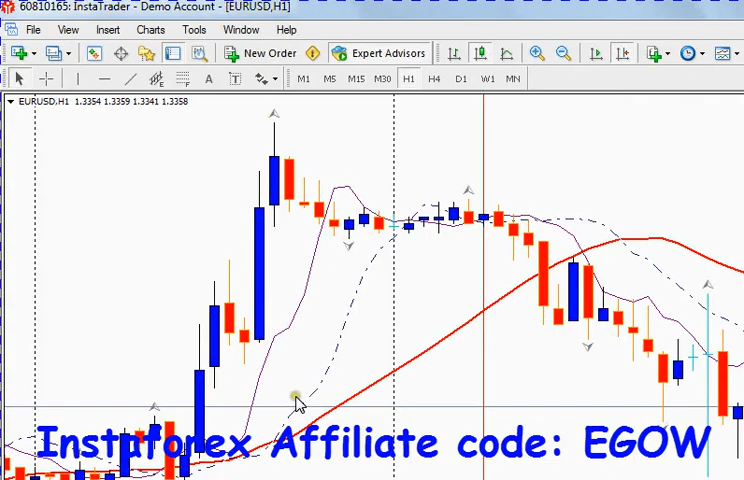 60810165: InstaTrader - Demo Account - [EURUSD,H1]
File View Insert Charts Tools Window Help
New Order Expert Advisors
A T M1 M5 M15 M30 H1 H4 D1 W1 MN
EURUSD,H1 1.3354 1.3359 1.3341 1.3358
Instaforex Affiliate code: EGOW